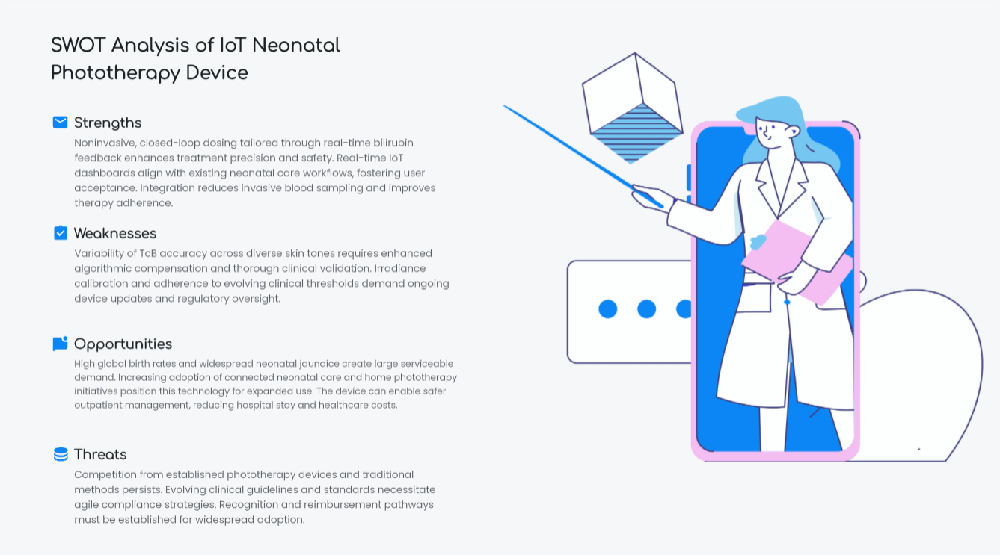 SWOT Analysis of IoT Neonatal
Phototherapy Device
Strengths
Noninvasive, closed-loop dosing tailored through real-time bilirubin
feedback enhances treatment precision and safety. Real-time IoT
dashboards align with existing neonatal care workflows, fostering user
acceptance. Integration reduces invasive blood sampling and improves
therapy adherence.
Weaknesses
Variability of TcB accuracy across diverse skin tones requires enhanced
algorithmic compensation and thorough clinical validation. Irradiance
calibration and adherence to evolving clinical thresholds demand ongoing
device updates and regulatory oversight.
Opportunities
High global birth rates and widespread neonatal jaundice create large serviceable
demand. Increasing adoption of connected neonatal care and home phototherapy
initiatives position this technology for expanded use. The device can enable safer
outpatient management, reducing hospital stay and healthcare costs.
Threats
Competition from established phototherapy devices and traditional
methods persists. Evolving clinical guidelines and standards necessitate
agile compliance strategies. Recognition and reimbursement pathways
must be established for widespread adoption.